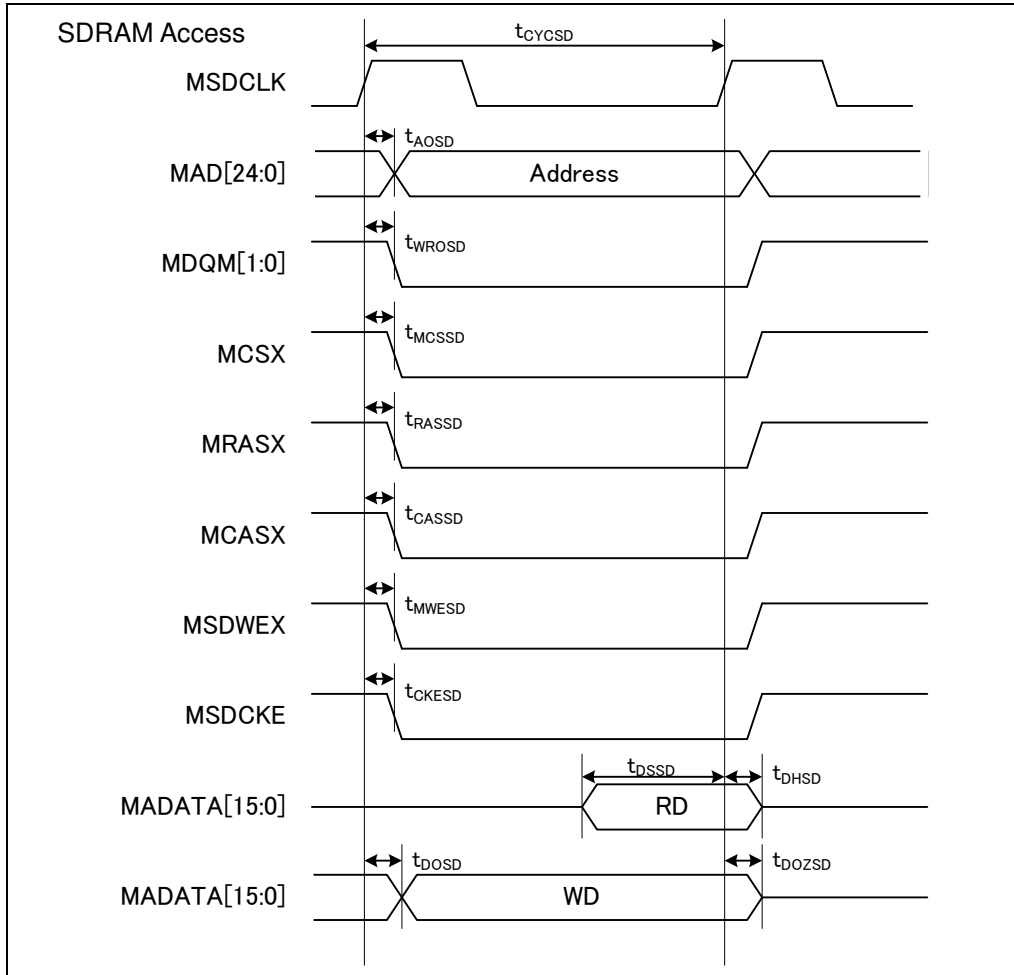 SDRAM Access
tCYCSD
MSDCLK
tAOSD
MAD[24:0]
Address
tWROSD
MDQM[1:0]
tMCSSD
MCSX
tRASSD
MRASX
tCASSD
MCASX
tMWESD
MSDWEX
tCKESD
MSDCKE
tDSSD
tDHSD
MADATA[15:0]
RD
tDOSD
tDOZSD
MADATA[15:0]
WD